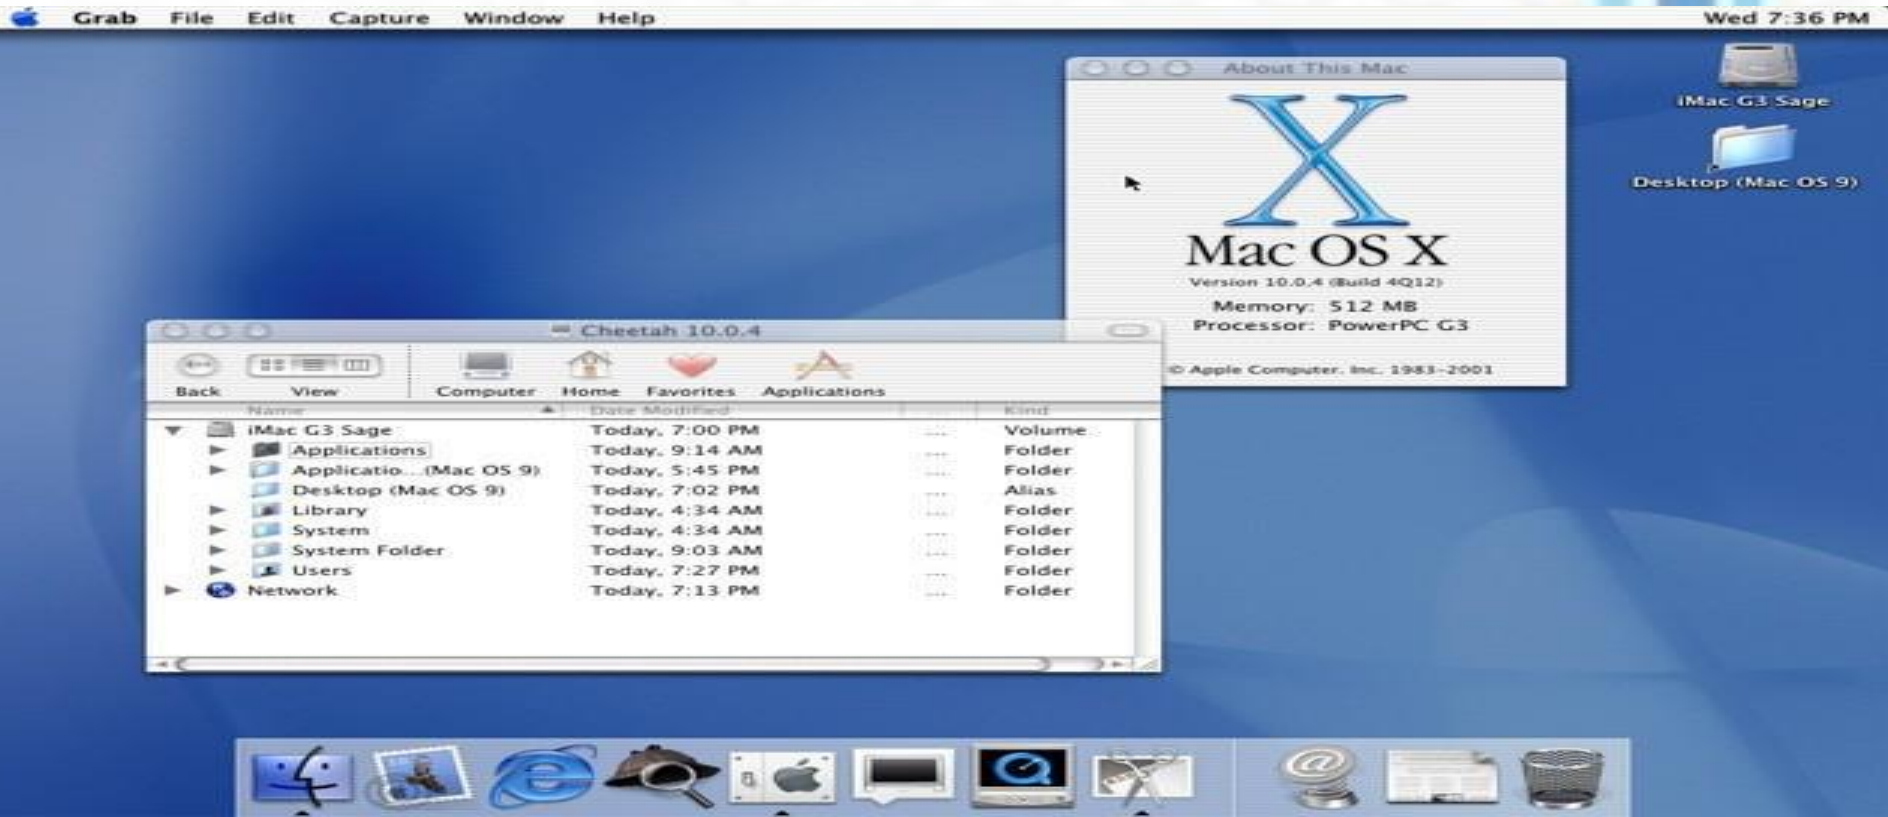 Grab File Edit Capture Window Help Wed 7:36 PM
About This Mac
iMac G3 Sage
Desktop (Mac OS 9)
Mac OS X
Version 10.0.4 (Build 4Q12)
Memory: 512 MB
Processor: PowerPC G3
© Apple Computer, Inc. 1983-2001
Cheetah 10.0.4
Back View Computer Home Favorites Applications
Name Date Modified ... Kind
iMac G3 Sage Today, 7:00 PM ... Volume
Applications Today, 9:14 AM ... Folder
Applicatio...(Mac OS 9) Today, 5:45 PM ... Folder
Desktop (Mac OS 9) Today, 7:02 PM ... Alias
Library Today, 4:34 AM ... Folder
System Today, 4:34 AM ... Folder
System Folder Today, 9:03 AM ... Folder
Users Today, 7:27 PM ... Folder
Network Today, 7:13 PM ... Folder